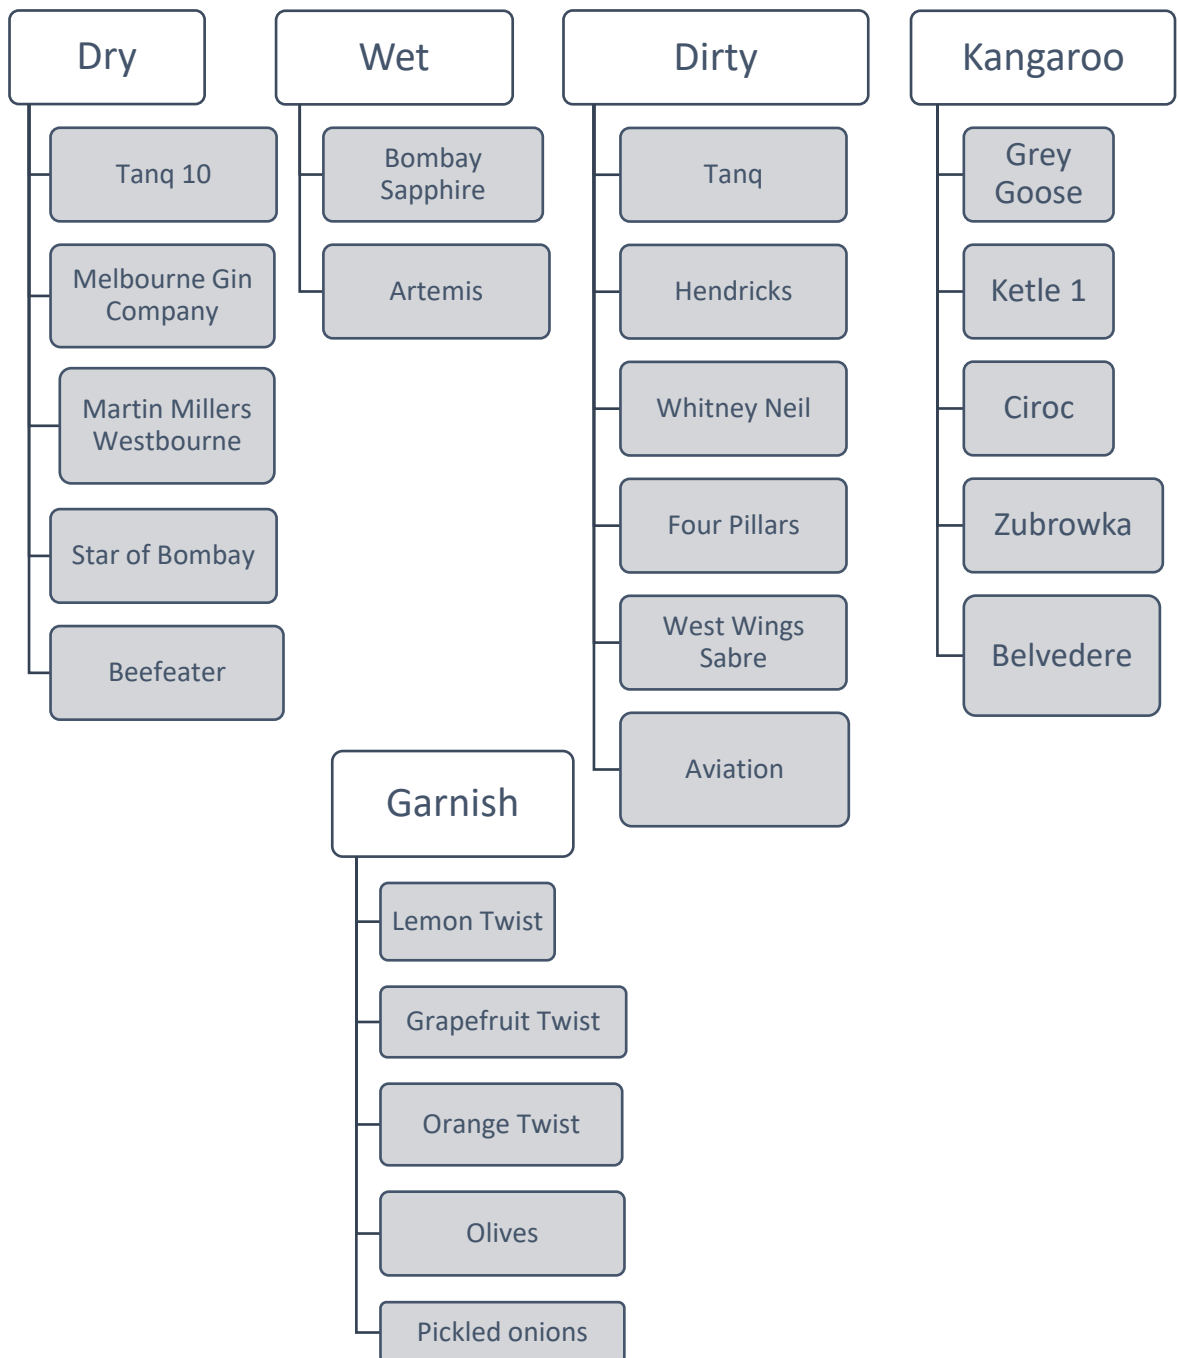 Dry
Tanq 10
Melbourne Gin
Company
Martin Millers
Westbourne
Star of Bombay
Beefeater
Wet
Bombay
Sapphire
Artemis
Dirty
Tanq
Hendricks
Whitney Neil
Four Pillars
West Wings
Sabre
Aviation
Kangaroo
Grey
Goose
Ketle 1
Ciroc
Zubrowka
Belvedere
Garnish
Lemon Twist
Grapefruit Twist
Orange Twist
Olives
Pickled onions